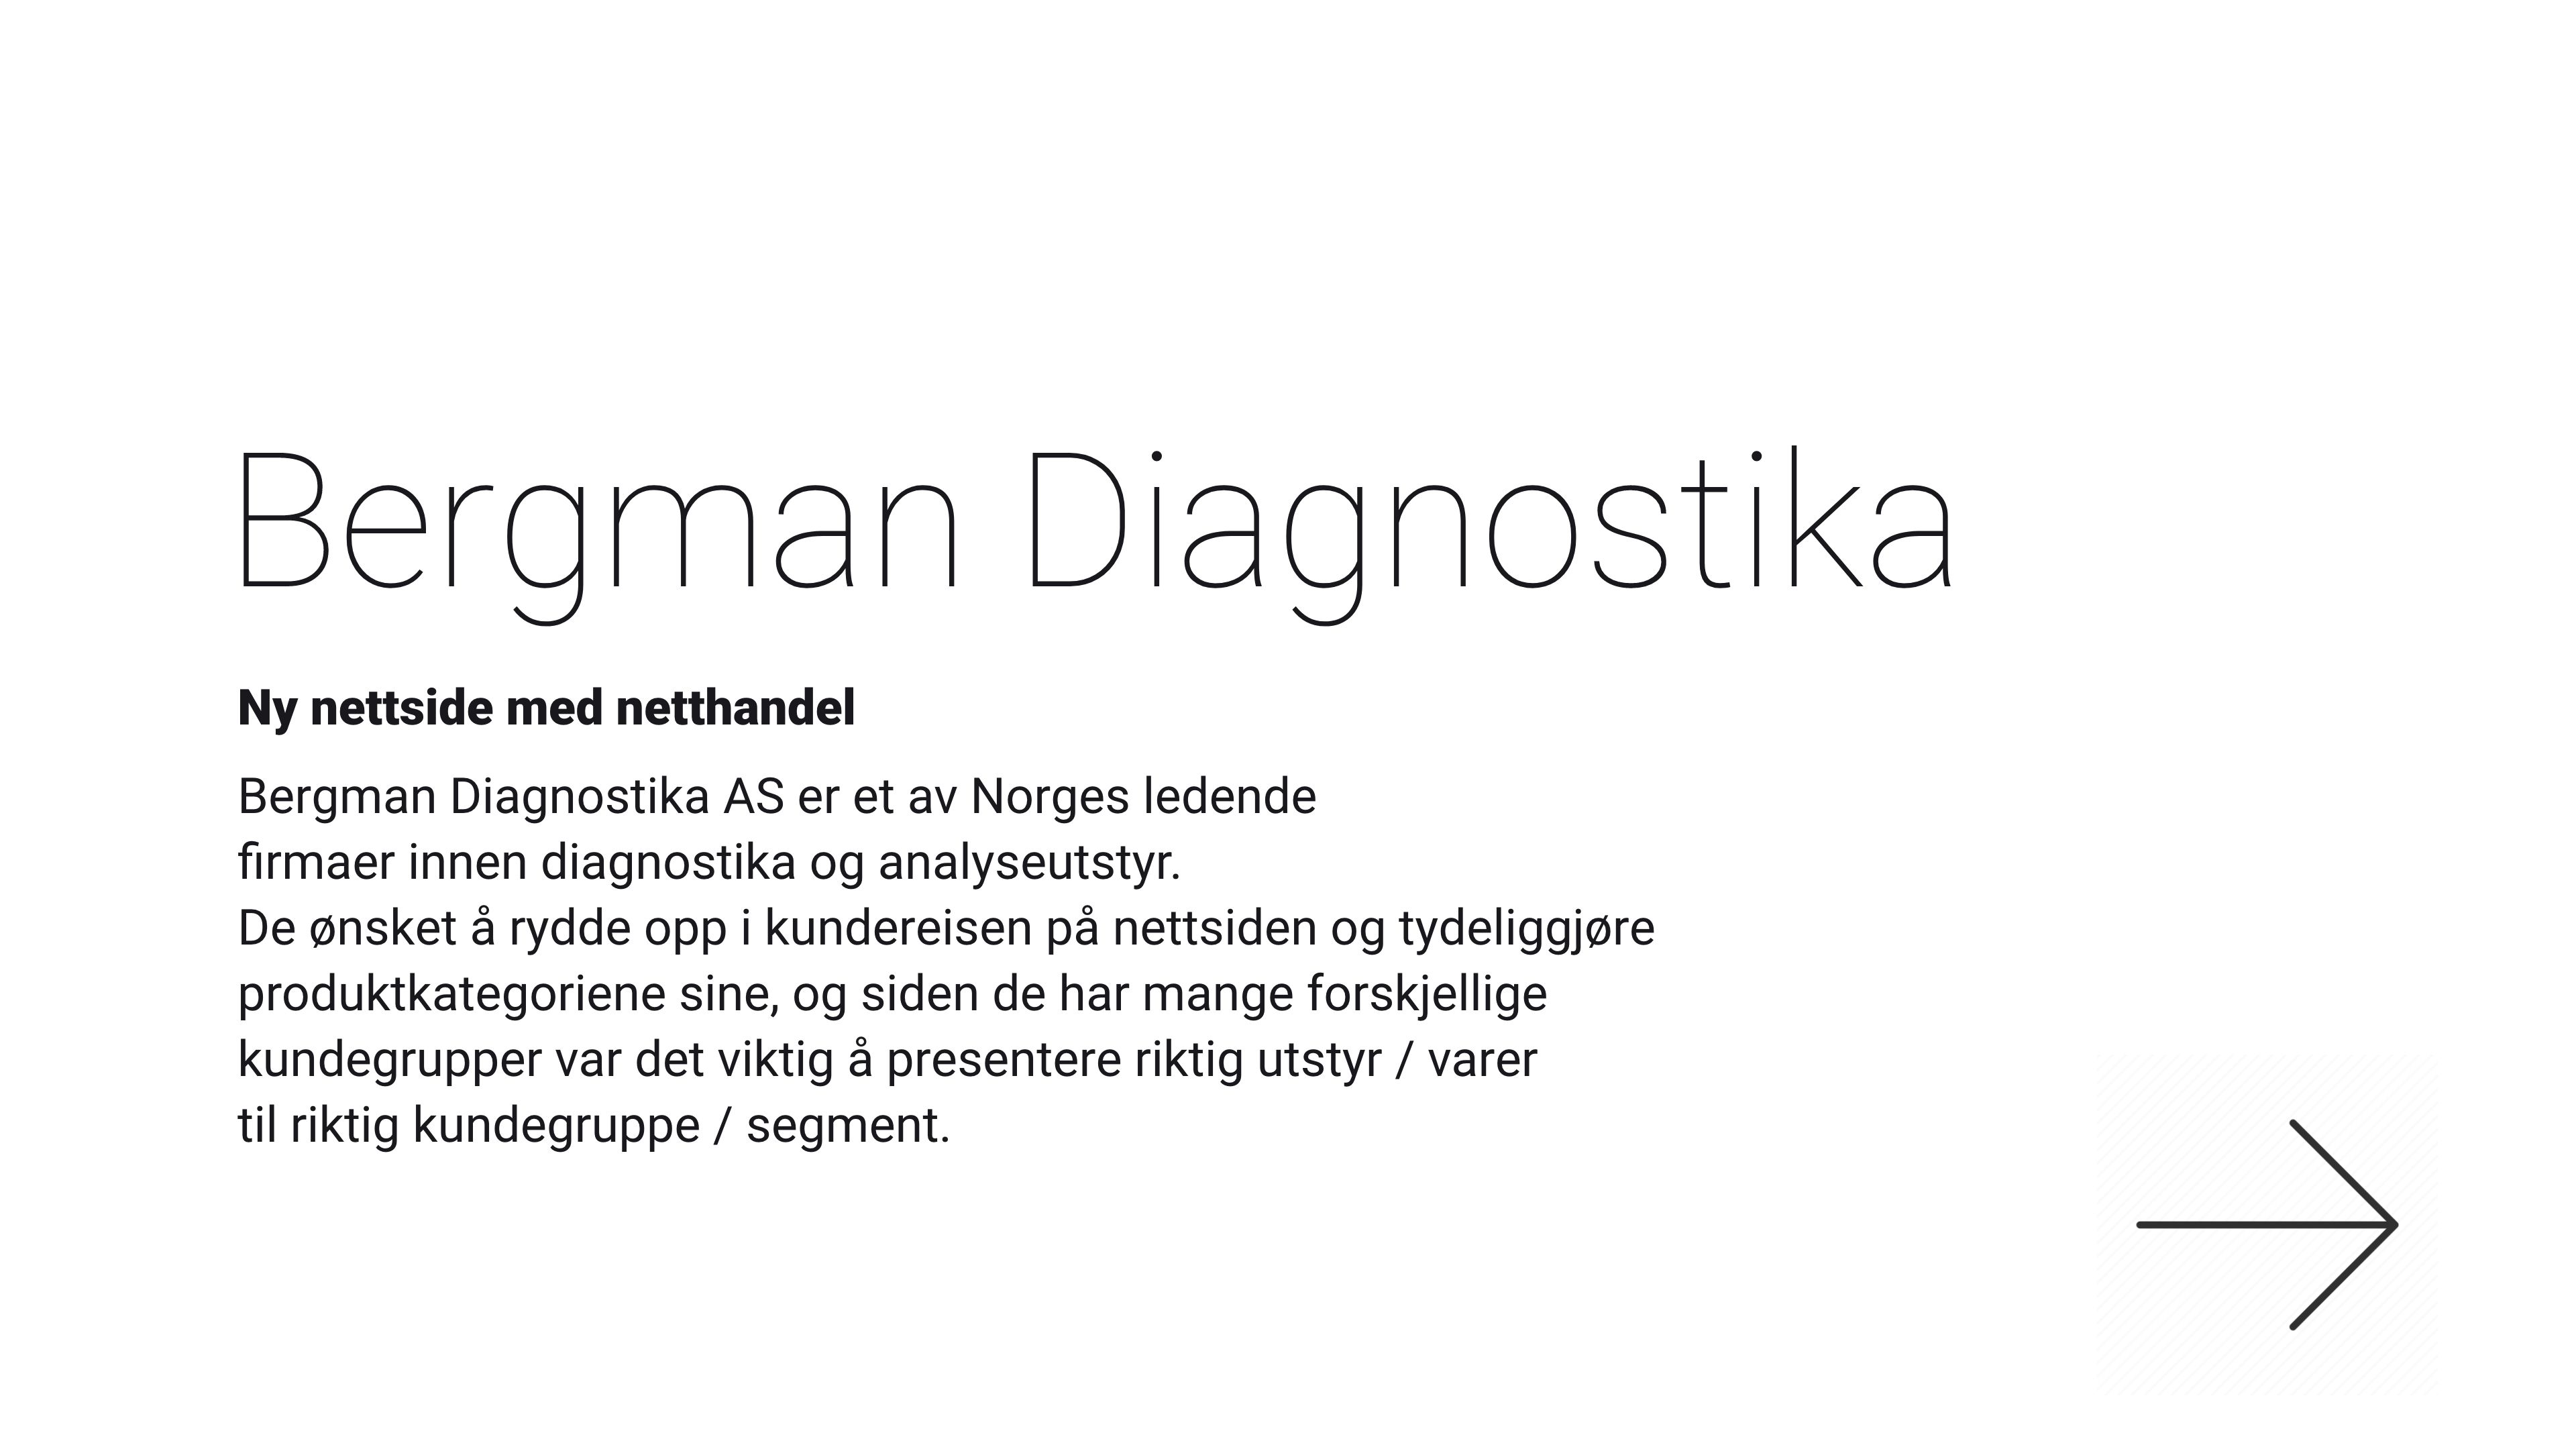 Bergman Diagnostika
Ny nettside med netthandel
Bergman Diagnostika AS er et av Norges ledende
firmaer innen diagnostika og analyseutstyr.
De ønsket å rydde opp i kundereisen på nettsiden og tydeliggjøre
produktkategoriene sine, og siden de har mange forskjellige
kundegrupper var det viktig å presentere riktig utstyr / varer
til riktig kundegruppe / segment.